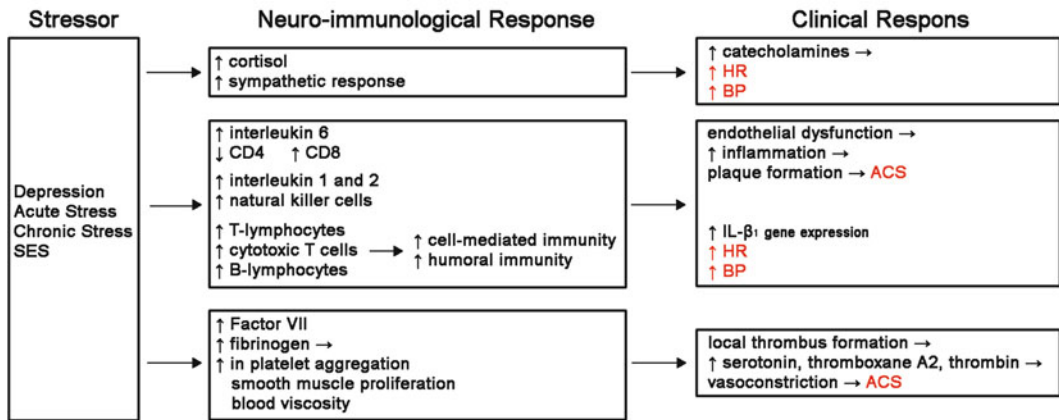 Stressor
Neuro-immunological Response
Clinical Respons
Depression
Acute Stress
Chronic Stress
SES
↑ cortisol
↑ sympathetic response
↑ catecholamines →
↑ HR
↑ BP
↑ interleukin 6
↓ CD4 ↑ CD8
↑ interleukin 1 and 2
↑ natural killer cells
↑ T-lymphocytes
↑ cytotoxic T cells →
↑ B-lymphocytes
↑ cell-mediated immunity
↑ humoral immunity
endothelial dysfunction →
↑ inflammation →
plaque formation → ACS
↑ IL-β₁ gene expression
↑ HR
↑ BP
↑ Factor VII
↑ fibrinogen →
↑ in platelet aggregation
smooth muscle proliferation
blood viscosity
local thrombus formation →
↑ serotonin, thromboxane A2, thrombin →
vasoconstriction → ACS